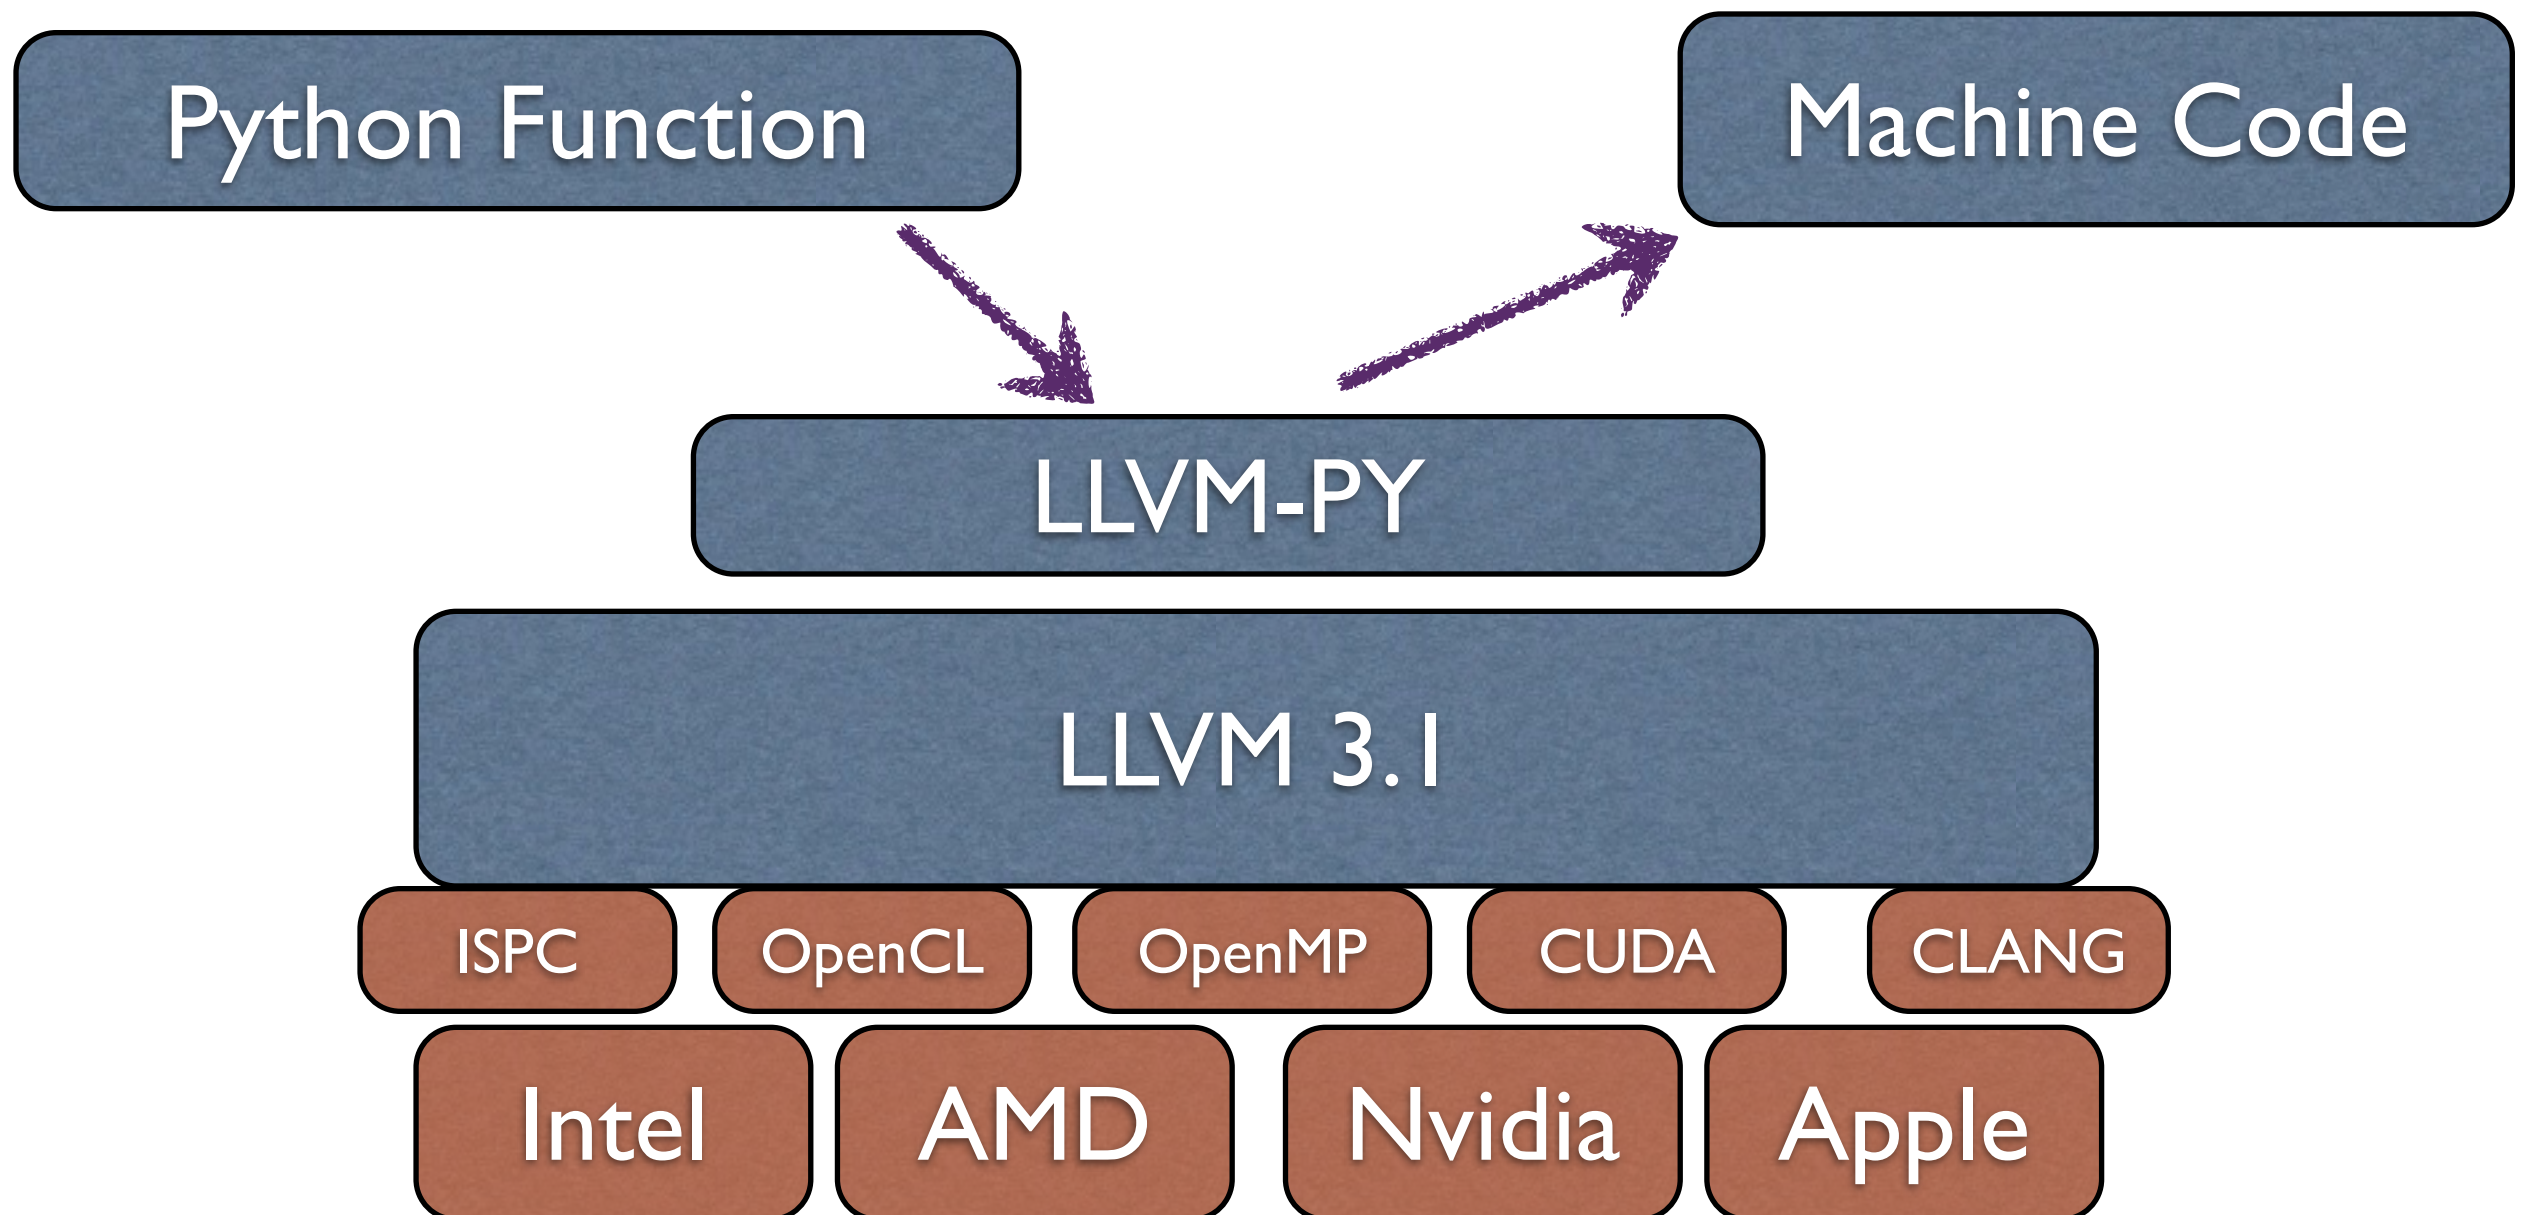 Python Function
Machine Code
LLVM-PY
LLVM 3.1
ISPC
OpenCL
OpenMP
CUDA
CLANG
Intel
AMD
Nvidia
Apple